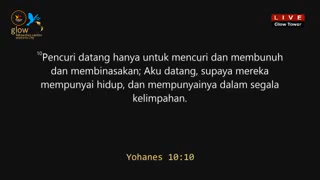 glow
LIVE
Glow Tower
10Pencuri datang hanya untuk mencuri dan membunuh
dan membinasakan; Aku datang, supaya mereka
mempunyai hidup, dan mempunyainya dalam segala
kelimpahan.
Yohanes 10:10